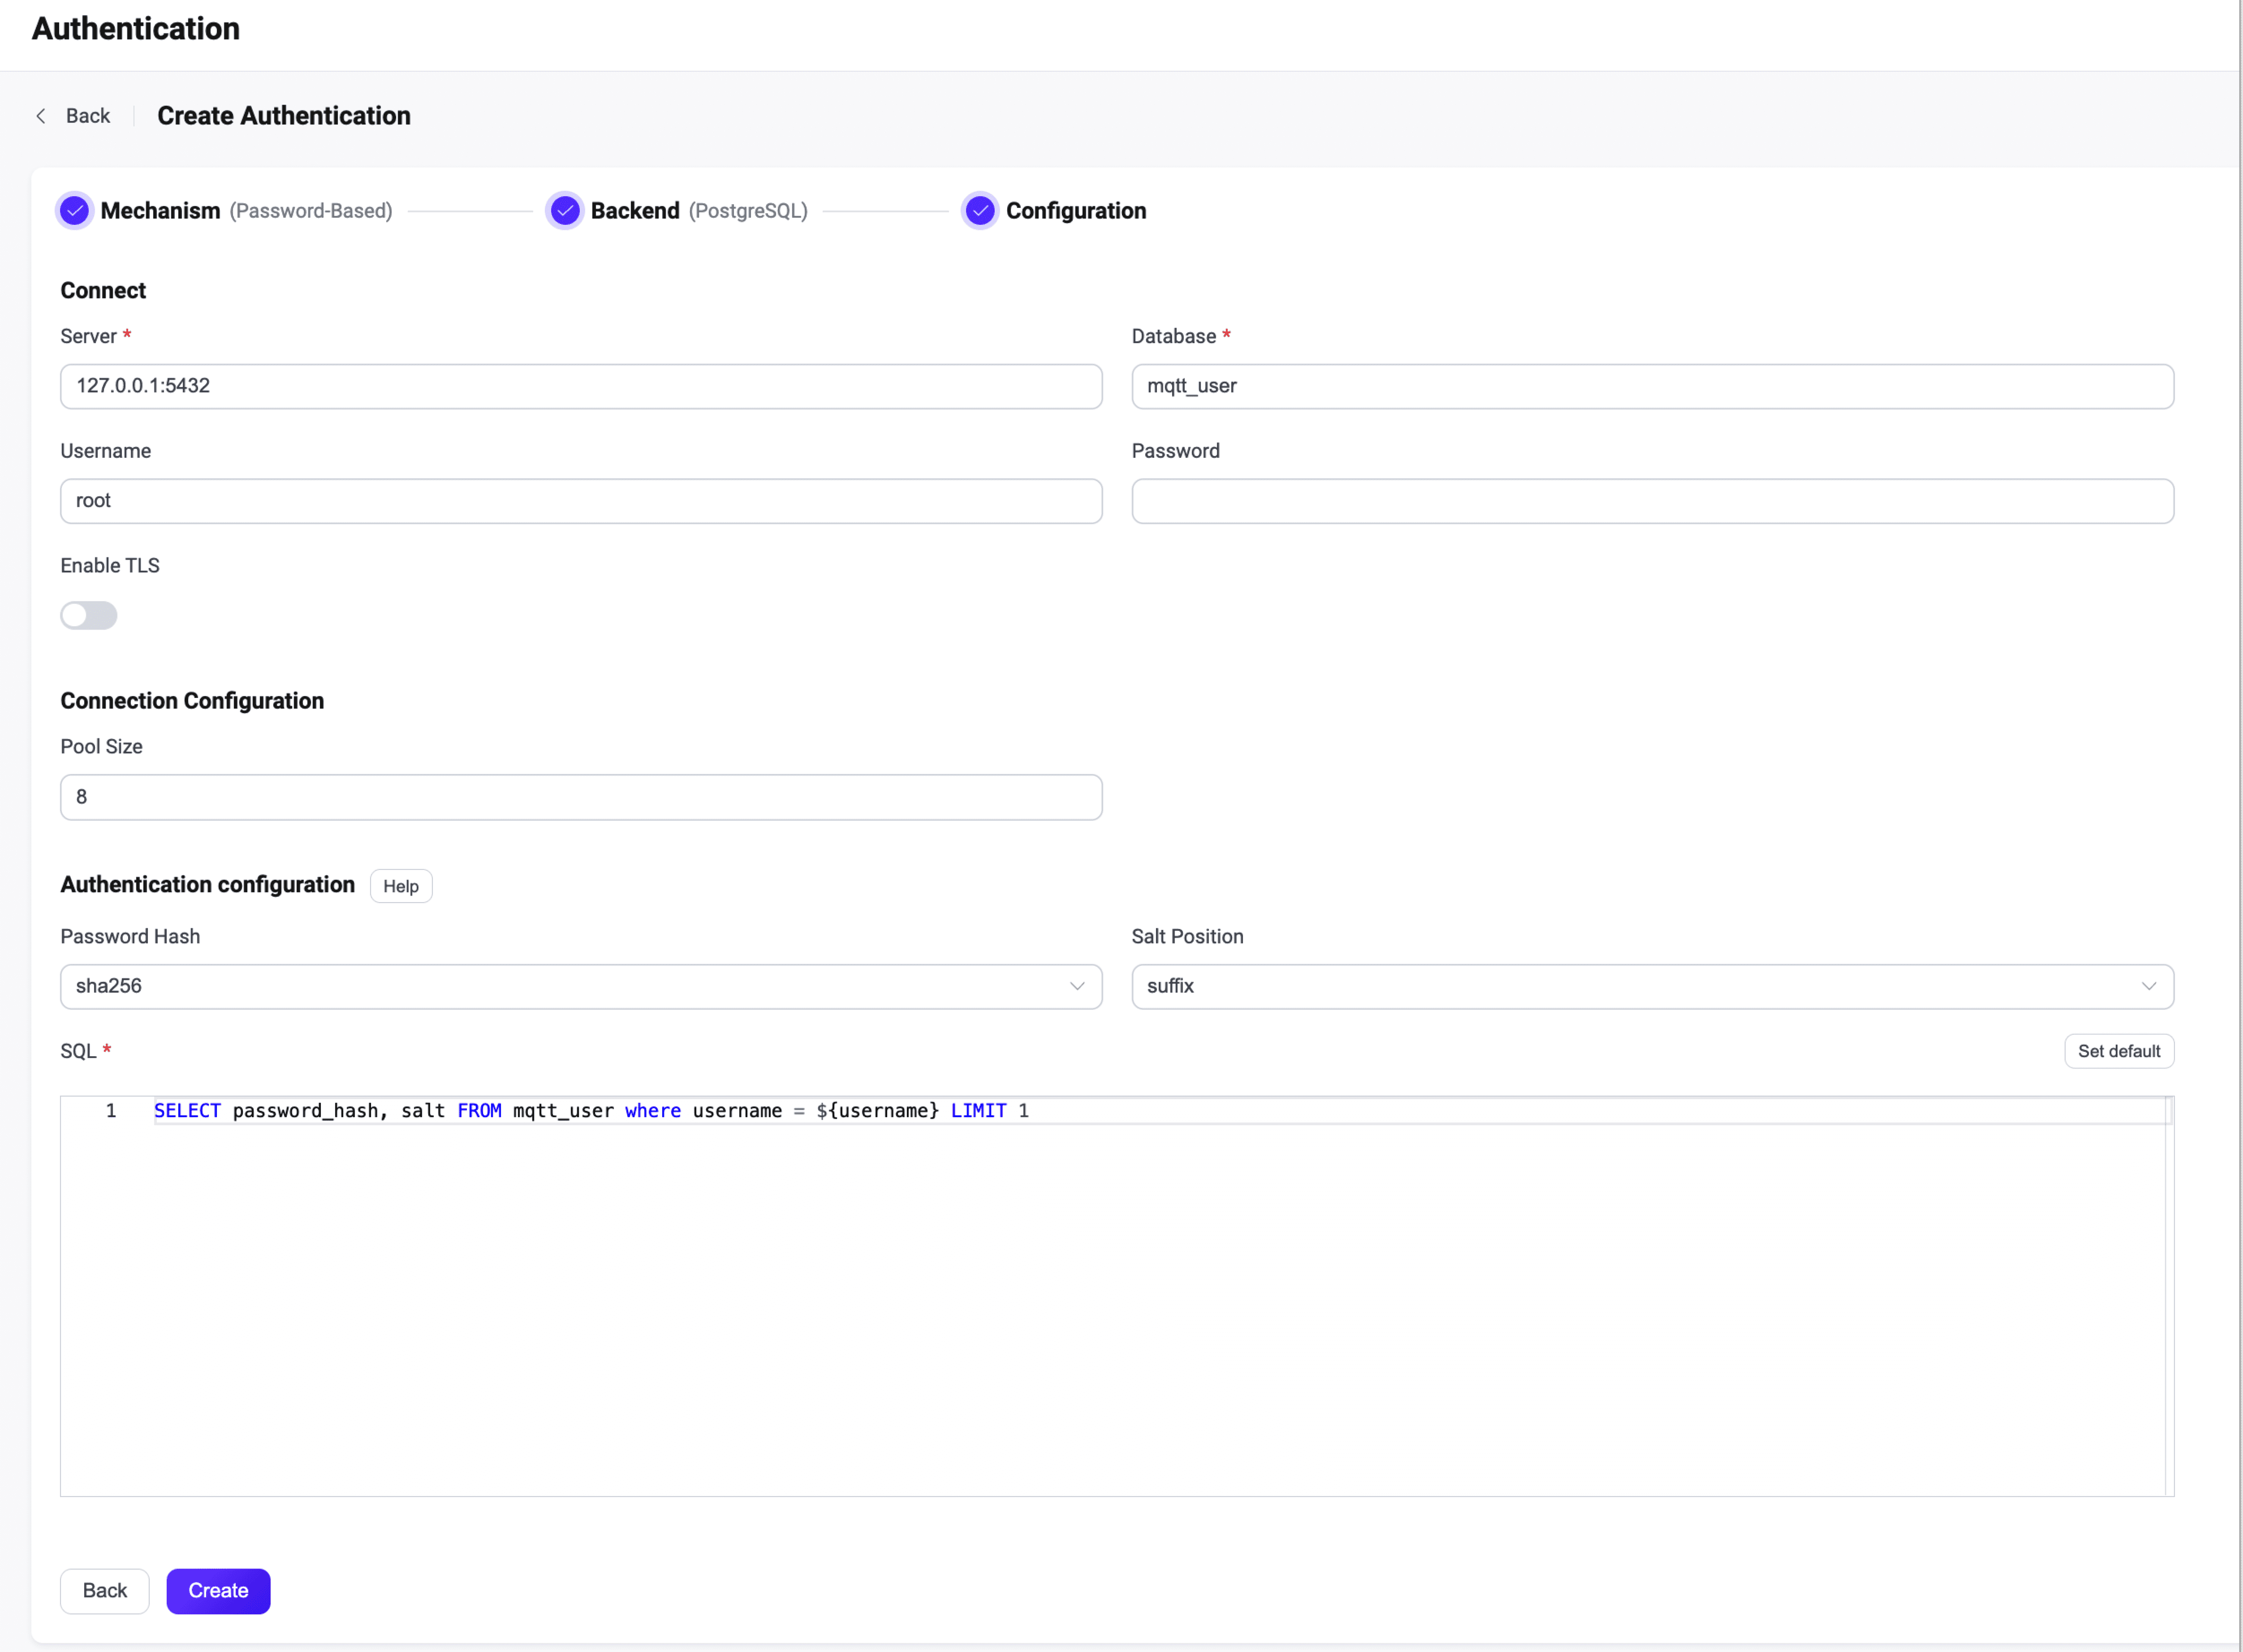 Authentication
Back
Create Authentication
Mechanism (Password-Based)
Backend (PostgreSQL)
Configuration
Connect
Server *
Database *
127.0.0.1:5432
mqtt_user
Username
Password
root
Enable TLS
Connection Configuration
Pool Size
8
Authentication configuration
Help
Password Hash
Salt Position
sha256
suffix
SQL *
Set default
1
SELECT password_hash, salt FROM mqtt_user where username = ${username} LIMIT 1
Back
Create